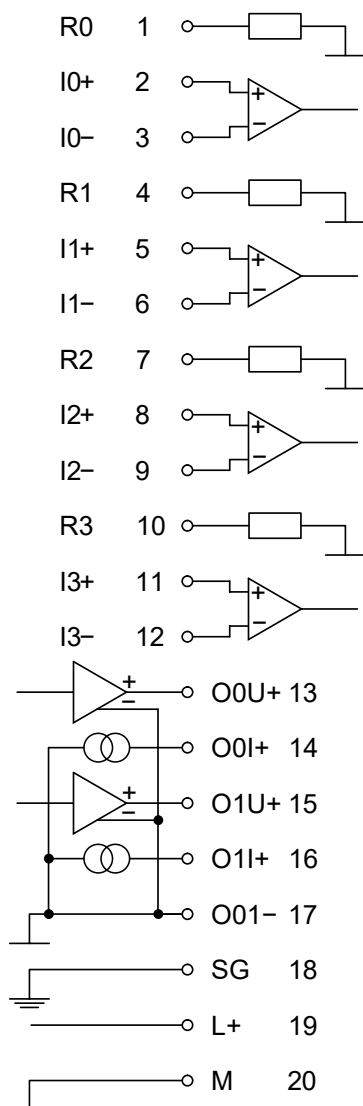 R0 1
I0+ 2
+
−
I0− 3
R1 4
I1+ 5
+
−
I1− 6
R2 7
I2+ 8
+
−
I2− 9
R3 10
I3+ 11
+
−
I3− 12
+
−
O0U+ 13
O0I+ 14
+
−
O1U+ 15
O1I+ 16
O01− 17
SG 18
L+ 19
M 20